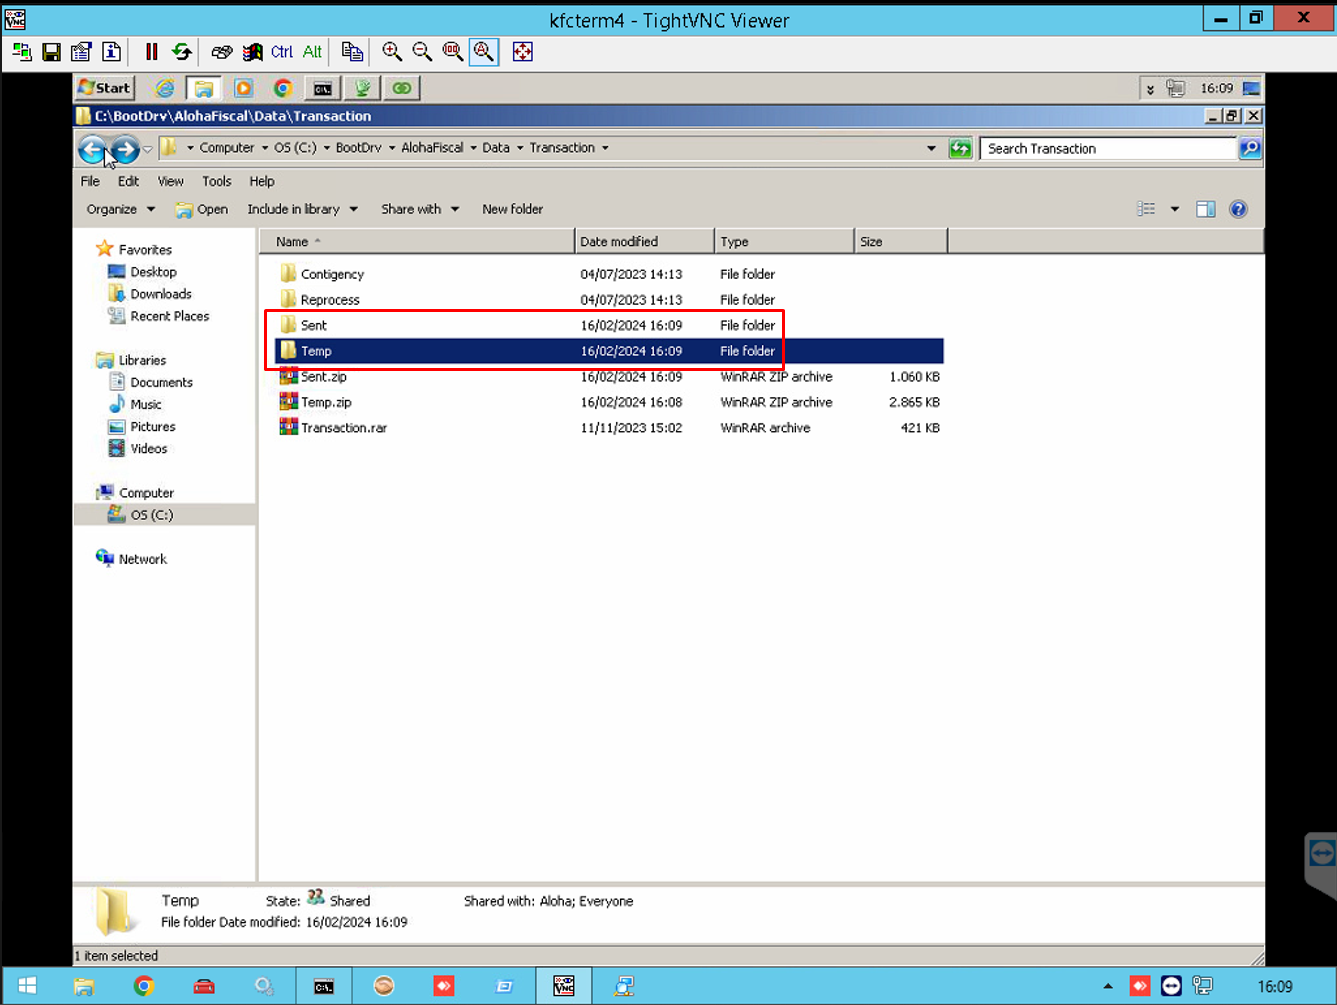 kfcterm4 - TightVNC Viewer
Ctrl Alt
Start
16:09
C:\BootDrv\AlohaFiscal\Data\Transaction
Computer OS (C:) BootDrv AlohaFiscal Data Transaction
Search Transaction
File Edit View Tools Help
Organize Open Include in library Share with New folder
Name Date modified Type Size
Favorites
Desktop
Downloads
Recent Places
Libraries
Documents
Music
Pictures
Videos
Computer
OS (C:)
Network
Contigency 04/07/2023 14:13 File folder
Reprocess 04/07/2023 14:13 File folder
Sent 16/02/2024 16:09 File folder
Temp 16/02/2024 16:09 File folder
Sent.zip 16/02/2024 16:09 WinRAR ZIP archive 1.060 KB
Temp.zip 16/02/2024 16:08 WinRAR ZIP archive 2.865 KB
Transaction.rar 11/11/2023 15:02 WinRAR archive 421 KB
Temp State: Shared Shared with: Aloha; Everyone
File folder Date modified: 16/02/2024 16:09
1 item selected
16:09